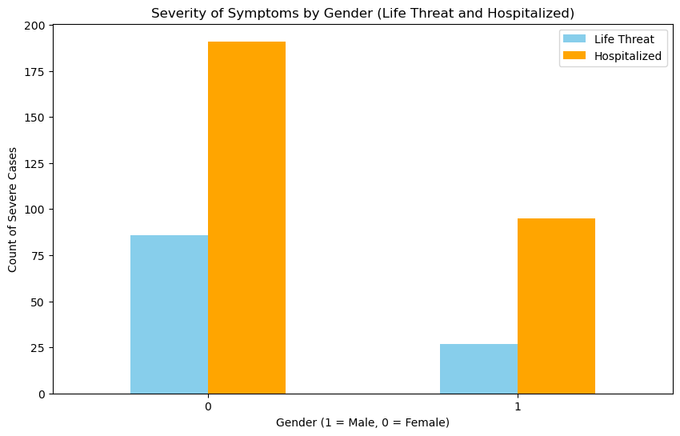 Severity of Symptoms by Gender (Life Threat and Hospitalized)
Life Threat
Hospitalized
Count of Severe Cases
200
175
150
125
100
75
50
25
0
0 1
Gender (1 = Male, 0 = Female)